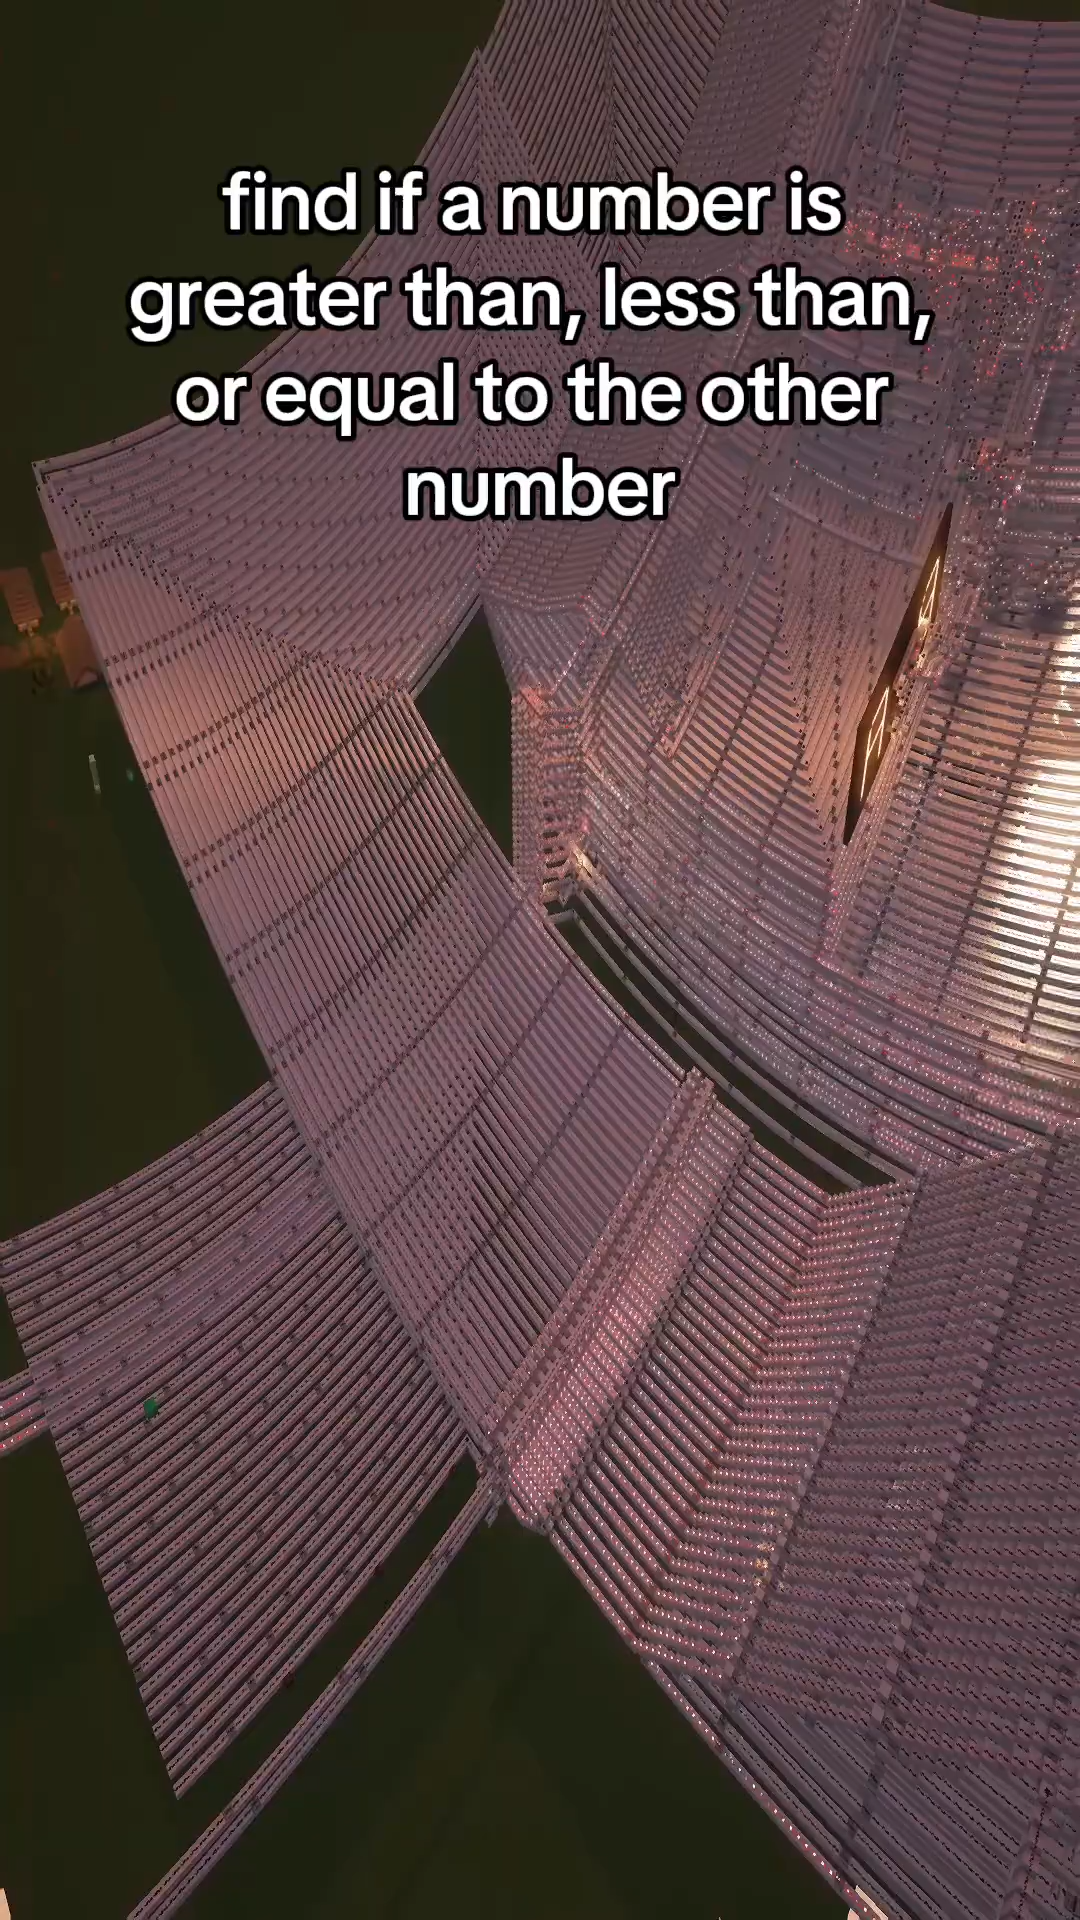 find if a number is
greater than, less than,
or equal to the other
number